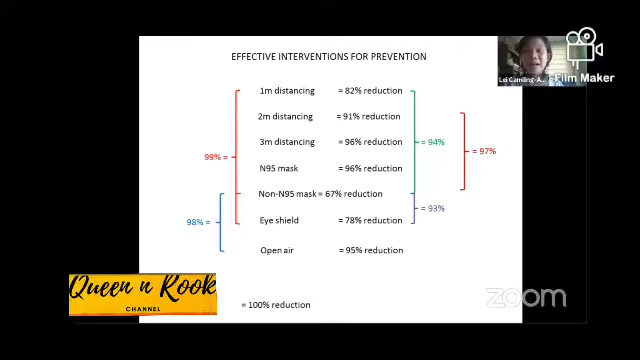 EFFECTIVE INTERVENTIONS FOR PREVENTION
1m distancing = 82% reduction
2m distancing = 91% reduction
3m distancing = 96% reduction
N95 mask = 96% reduction
Non-N95 mask = 67% reduction
Eye shield = 78% reduction
Open air = 95% reduction
99% =
98% =
= 94%
= 93%
= 97%
= 100% reduction
Queen n Rook
CHANNEL
zoom
Lei Camiling-A...
Film Maker